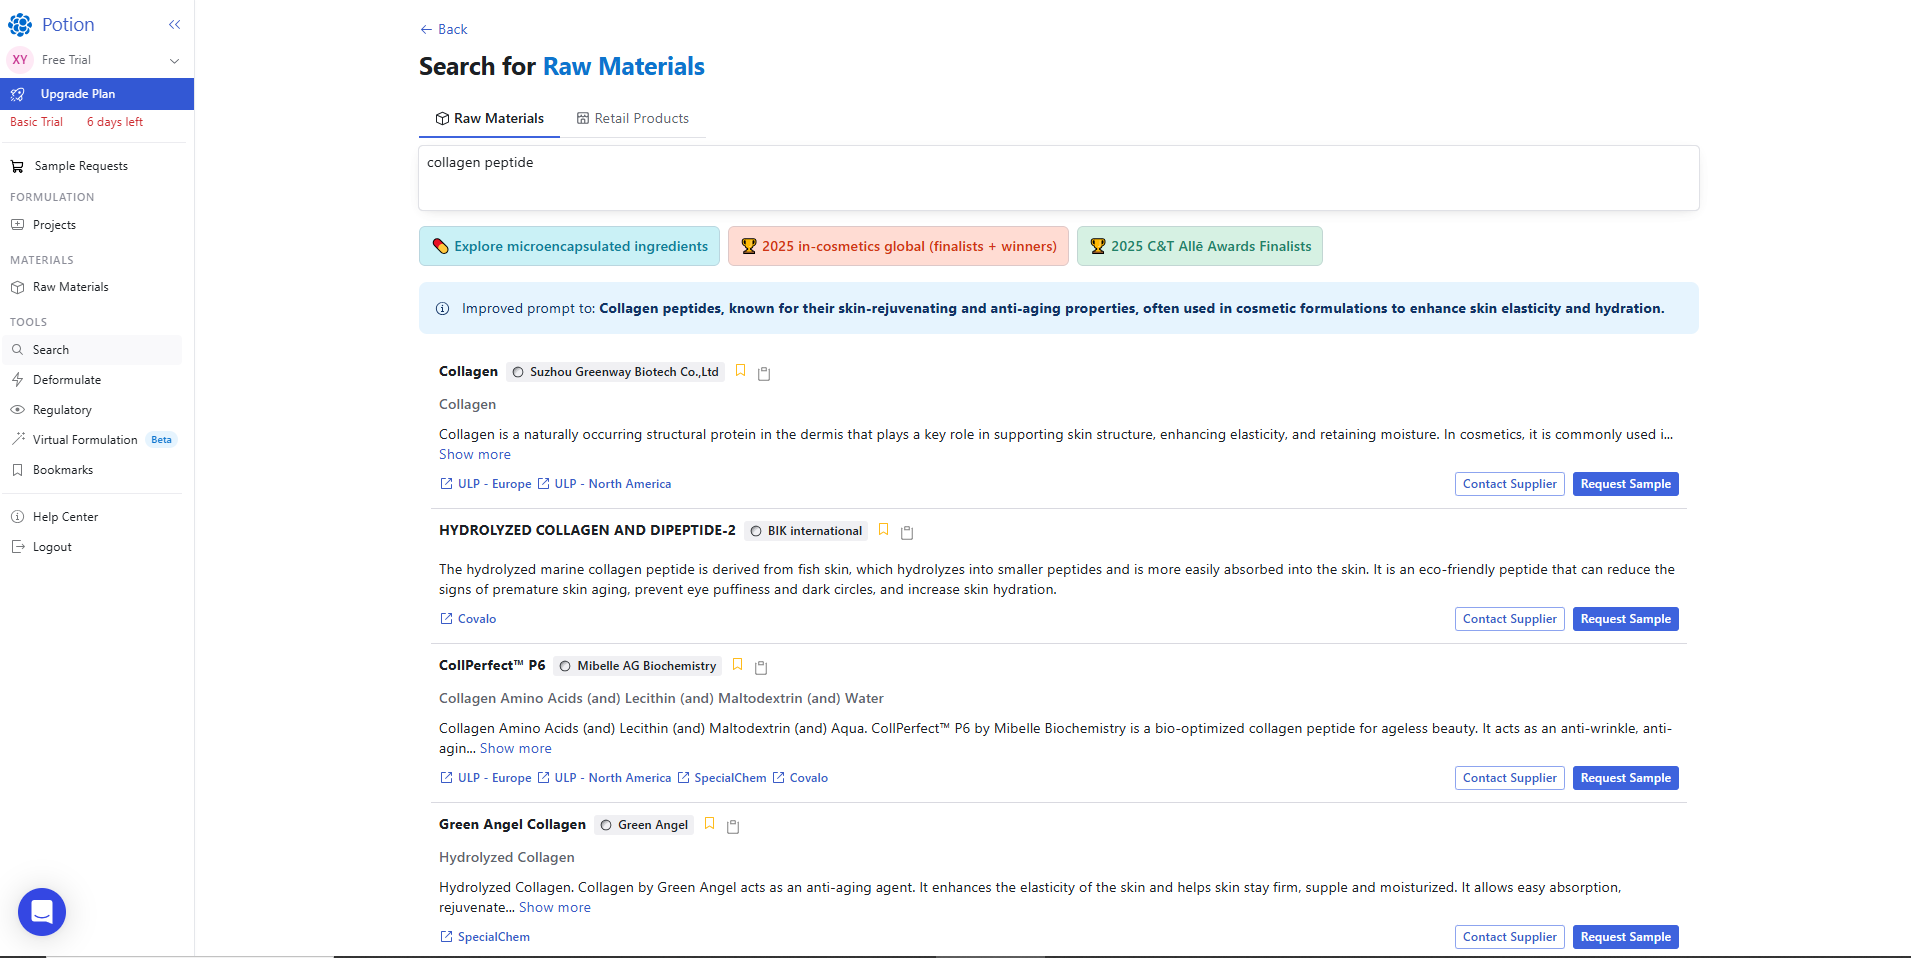 Potion
XY Free Trial
Upgrade Plan
Basic Trial 6 days left
Sample Requests
FORMULATION
Projects
MATERIALS
Raw Materials
TOOLS
Search
Deformulate
Regulatory
Virtual Formulation Beta
Bookmarks
Help Center
Logout
← Back
Search for Raw Materials
Raw Materials Retail Products
collagen peptide
Explore microencapsulated ingredients 2025 in-cosmetics global (finalists + winners) 2025 C&T Allē Awards Finalists
Improved prompt to: Collagen peptides, known for their skin-rejuvenating and anti-aging properties, often used in cosmetic formulations to enhance skin elasticity and hydration.
Collagen Suzhou Greenway Biotech Co.,Ltd
Collagen
Collagen is a naturally occurring structural protein in the dermis that plays a key role in supporting skin structure, enhancing elasticity, and retaining moisture. In cosmetics, it is commonly used i...
Show more
ULP - Europe ULP - North America Contact Supplier Request Sample
HYDROLYZED COLLAGEN AND DIPEPTIDE-2 BIK international
The hydrolyzed marine collagen peptide is derived from fish skin, which hydrolyzes into smaller peptides and is more easily absorbed into the skin. It is an eco-friendly peptide that can reduce the
signs of premature skin aging, prevent eye puffiness and dark circles, and increase skin hydration.
Covalo Contact Supplier Request Sample
CollPerfect™ P6 Mibelle AG Biochemistry
Collagen Amino Acids (and) Lecithin (and) Maltodextrin (and) Water
Collagen Amino Acids (and) Lecithin (and) Maltodextrin (and) Aqua. CollPerfect™ P6 by Mibelle Biochemistry is a bio-optimized collagen peptide for ageless beauty. It acts as an anti-wrinkle, anti-
agin... Show more
ULP - Europe ULP - North America SpecialChem Covalo Contact Supplier Request Sample
Green Angel Collagen Green Angel
Hydrolyzed Collagen
Hydrolyzed Collagen. Collagen by Green Angel acts as an anti-aging agent. It enhances the elasticity of the skin and helps skin stay firm, supple and moisturized. It allows easy absorption,
rejuvenate... Show more
SpecialChem Contact Supplier Request Sample